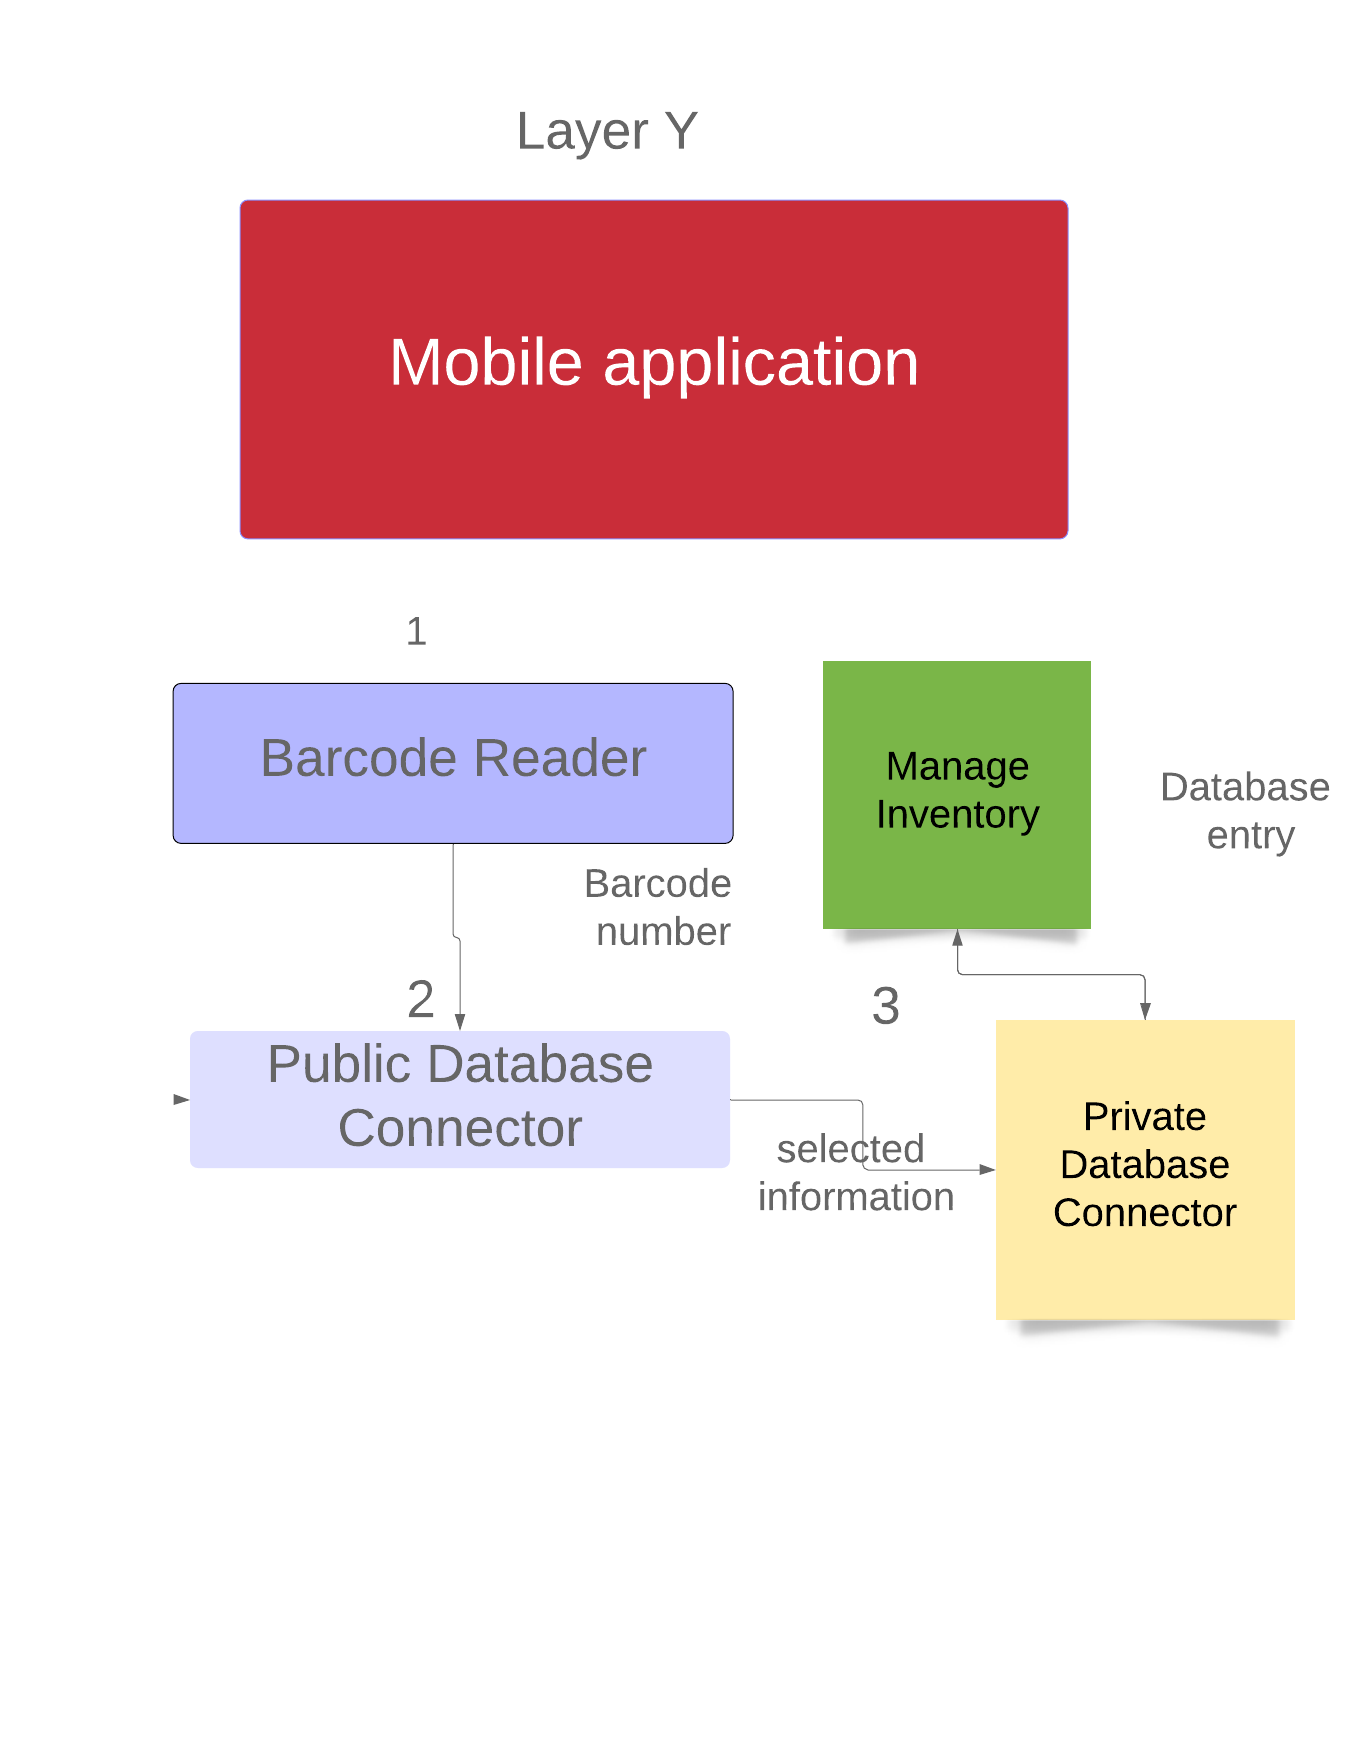 Layer Y
Mobile application
1
Barcode Reader
Manage
Inventory
Database
entry
Barcode
number
2
3
Public Database
Connector
selected
information
Private
Database
Connector